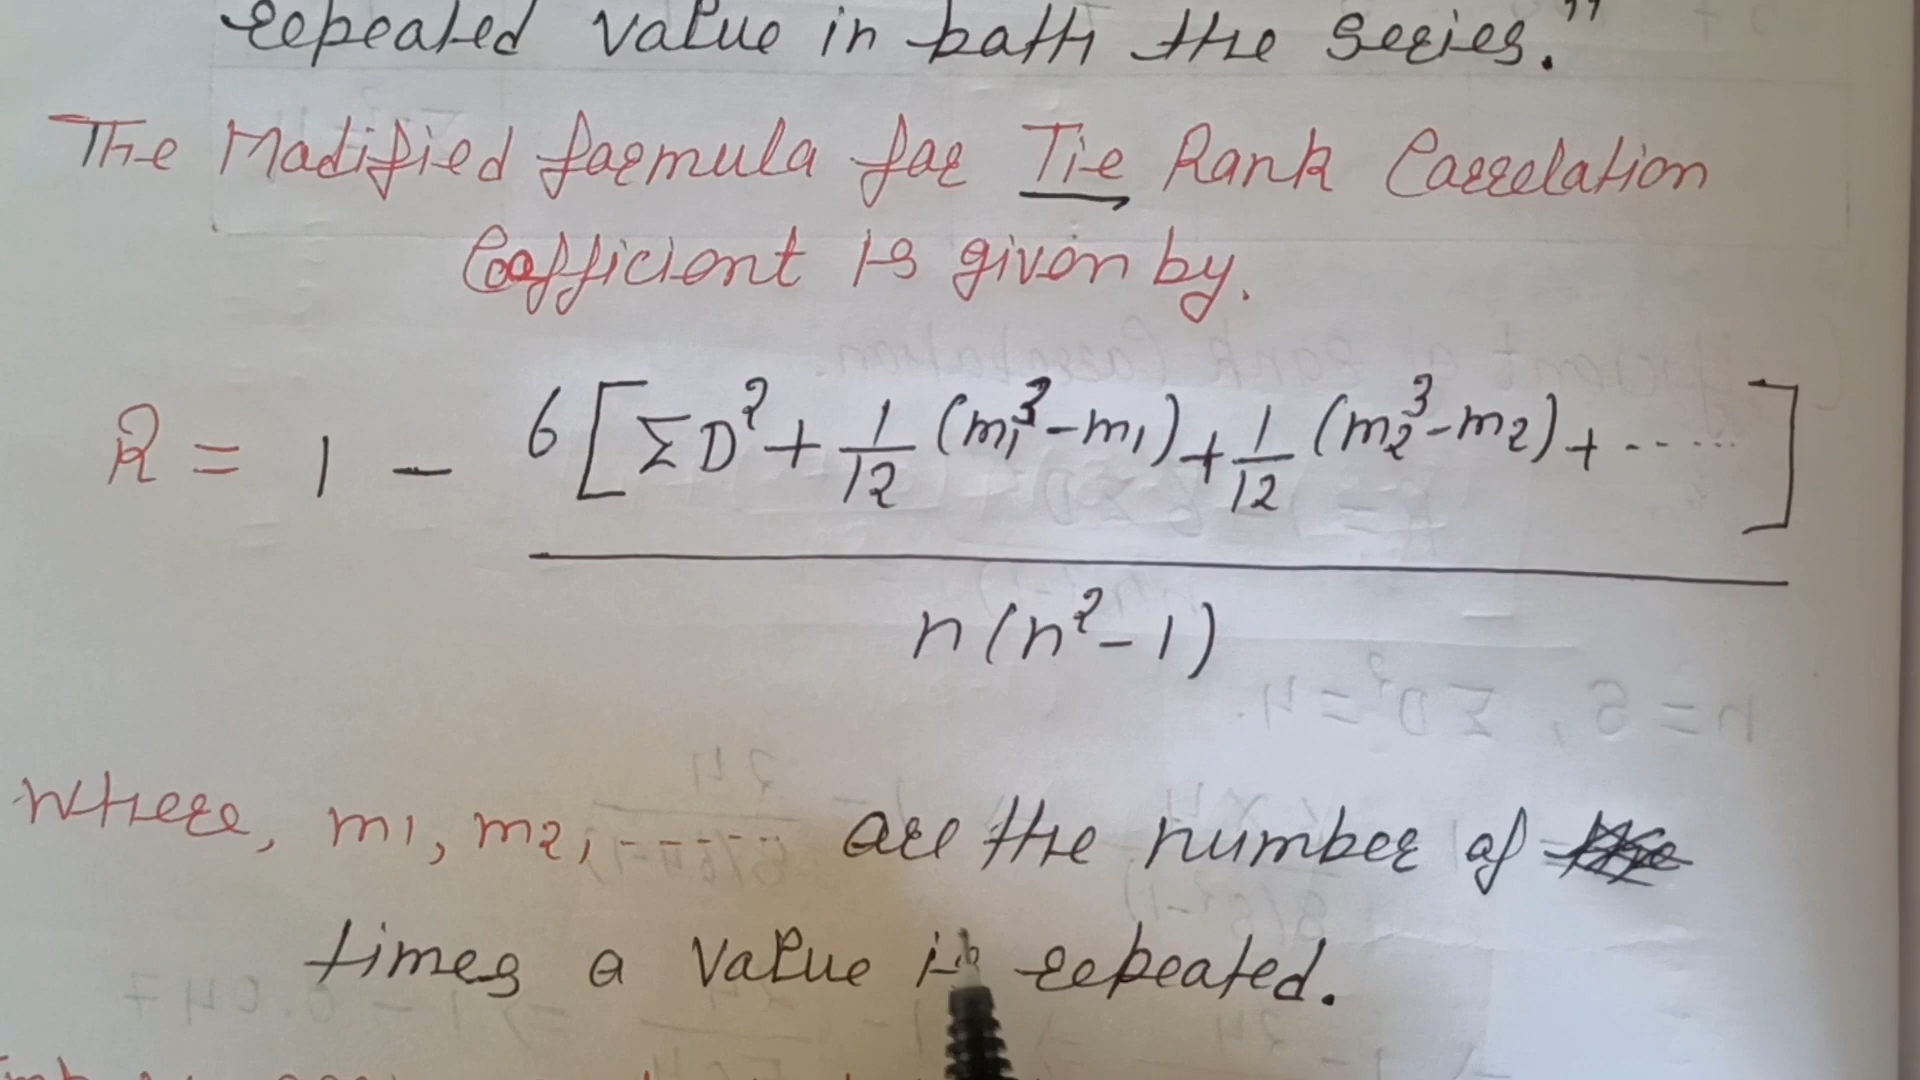 repeated value in both the series."
The Modified formula for Tie Rank Correlation
Coefficient is given by.
R = 1 - 6[ΣD²+1/12(m₁³-m₁)+1/12(m₂³-m₂)+------]
n(n²-1)
where, m1, m2,------ are the number of
times a value is repeated.